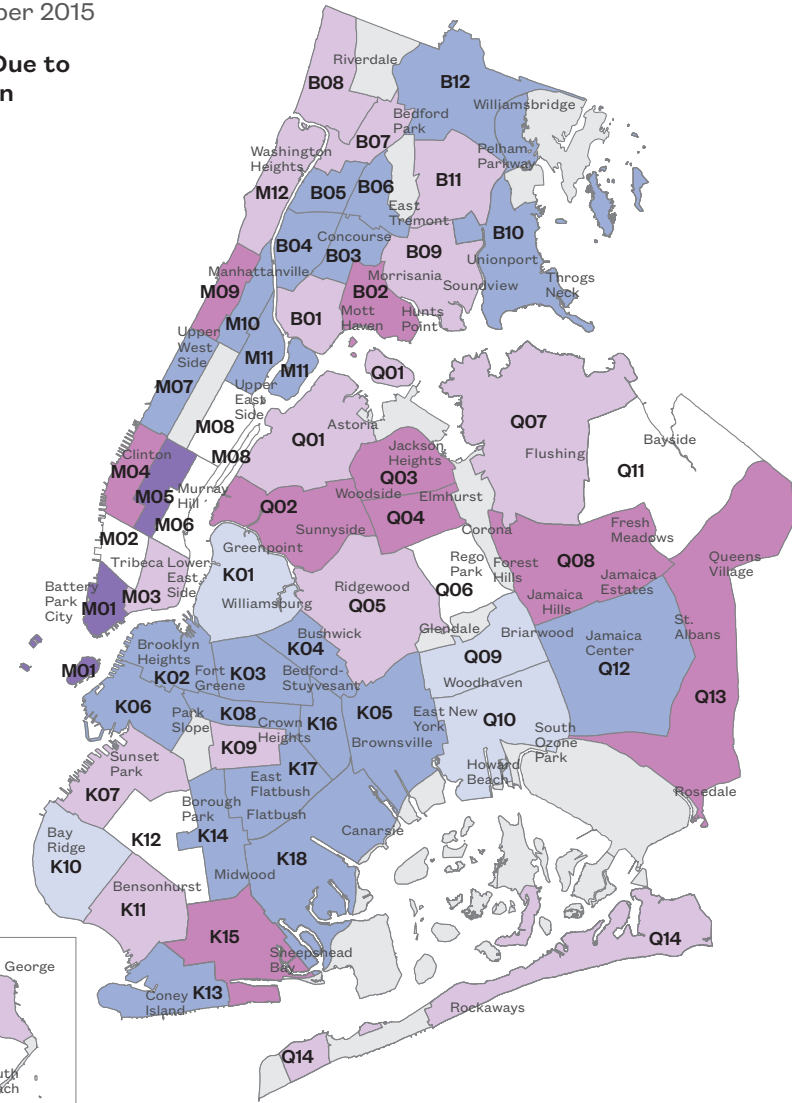 ber 2015
Due to
n
Riverdale
B08
B12
Williamsbridge
Bedford
Park
B07
Washington
Heights
Pelham
Parkway
M12
B05
B06
B11
East
Tremont
B04
Concourse
B03
B09
B10
Unionport
Manhattanville
Morrisania
M09
B02
Soundview
Throgs
Neck
Mott
Haven
Hunts
Point
M10
B01
Upper
West
Side
M11
M11
Q01
M07
Upper
East
Side
M08
Astoria
Q01
Q07
Bayside
M08
Clinton
Jackson
Heights
Flushing
Q11
M04
Q03
M05
Murray
Hill
Woodside
Elmhurst
M06
Q02
Q04
Sunnyside
Corona
Fresh
Meadows
M02
Greenpoint
Tribeca
Lower
East
Side
K01
Rego
Park
Forest
Hills
Q08
Queens
Village
Battery
Park
City
M03
M01
Ridgewood
Q06
Jamaica
Estates
Williamsburg
Q05
Jamaica
Hills
St.
Albans
Glendale
Briarwood
Jamaica
Center
Brooklyn
Heights
Bushwick
K04
Q09
M01
K02
Fort
Greene
K03
Bedford-
Stuyvesant
Woodhaven
Q12
Q13
K06
Park
Slope
K08
Crown
Heights
K16
K05
East New
York
Q10
South
Ozone
Park
K09
Brownsville
Sunset
Park
K17
Howard
Beach
K07
East
Flatbush
Rosedale
Borough
Park
Flatbush
Bay
Ridge
K12
K14
Canarsie
K10
K18
Bensonhurst
Midwood
K11
K15
Q14
Sheepshead
Bay
George
Coney
Island
K13
Rockaways
Q14
uth
ach